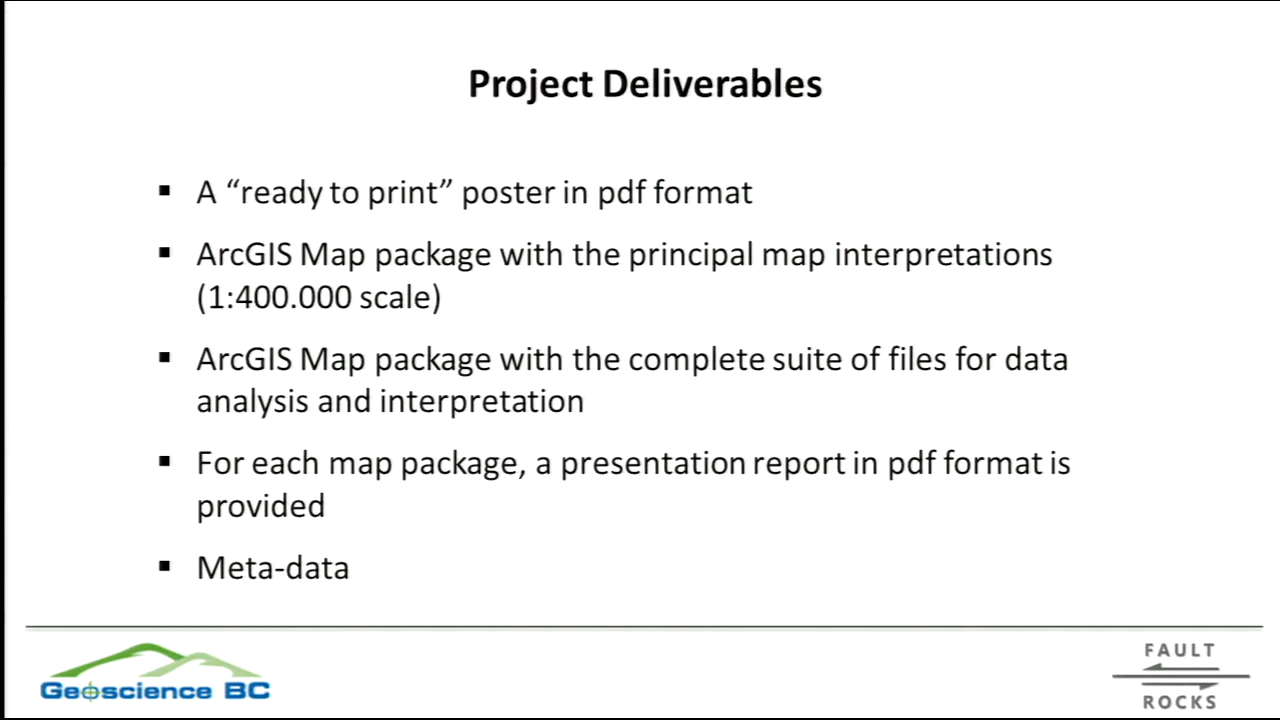 Project Deliverables
▪ A “ready to print” poster in pdf format
▪ ArcGIS Map package with the principal map interpretations
(1:400.000 scale)
▪ ArcGIS Map package with the complete suite of files for data
analysis and interpretation
▪ For each map package, a presentation report in pdf format is
provided
▪ Meta-data
Geoscience BC
FAULT
ROCKS